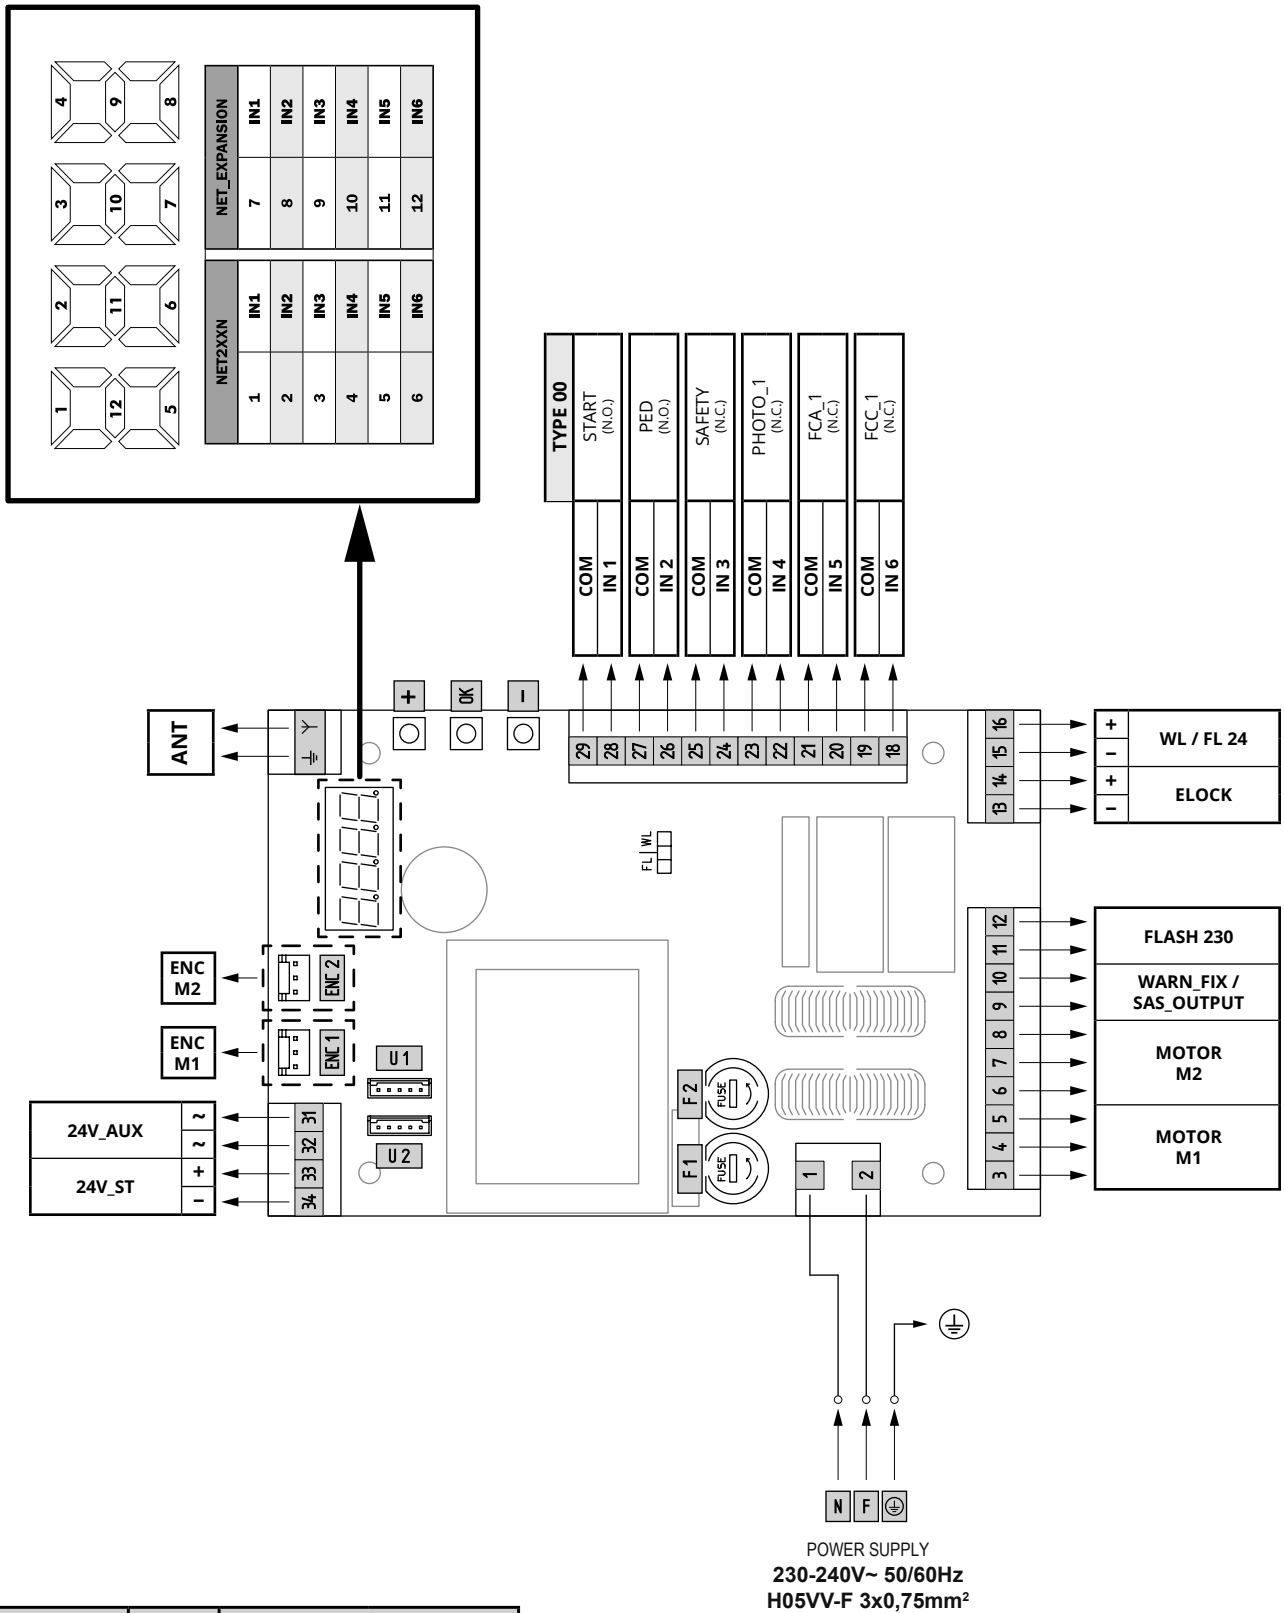 4 9 8
3 10 7
2 11 6
1 12 5
NET_EXPANSION
7 IN1
8 IN2
9 IN3
10 IN4
11 IN5
12 IN6
NET2XXN
1 IN1
2 IN2
3 IN3
4 IN4
5 IN5
6 IN6
TYPE 00
START
(N.O.)
COM
IN 1
PED
(N.O.)
COM
IN 2
SAFETY
(N.C.)
COM
IN 3
PHOTO_1
(N.C.)
COM
IN 4
FCA_1
(N.C.)
COM
IN 5
FCC_1
(N.C.)
COM
IN 6
ANT
+
OK
−
29 28 27 26 25 24 23 22 21 20 19 18
16 + WL / FL 24
15 −
14 + ELOCK
13 −
FL WL
12 FLASH 230
11
10 WARN_FIX /
9 SAS_OUTPUT
8
7 MOTOR
6 M2
5
4 MOTOR
3 M1
ENC
M2
ENC 2
ENC
M1
ENC 1
U 1
U 2
24V_AUX ~ 31
~ 32
24V_ST + 33
− 34
F 2 FUSE
F 1 FUSE
1 2
N F
POWER SUPPLY
230-240V~ 50/60Hz
H05VV-F 3x0,75mm²